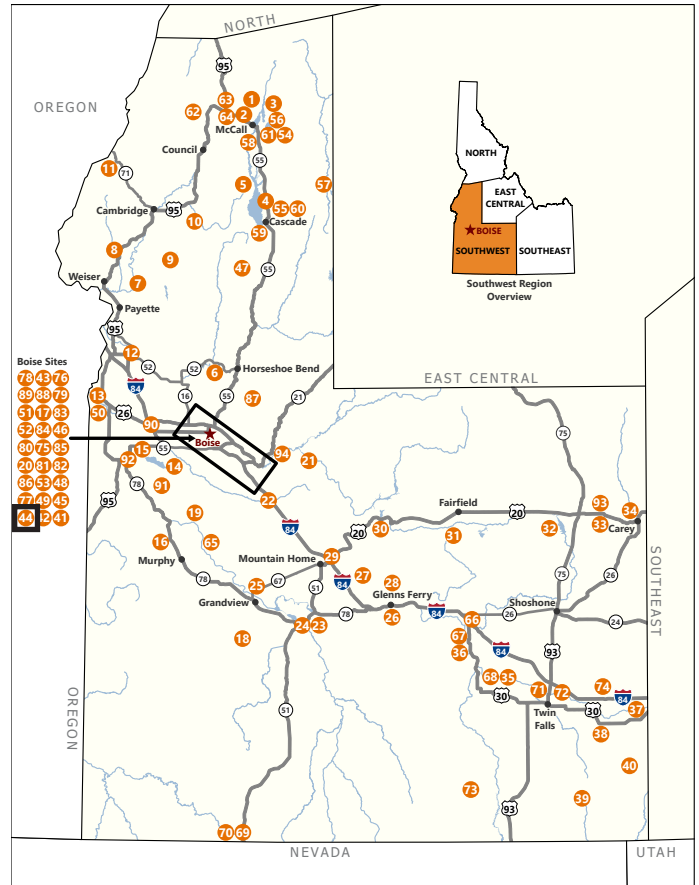 NORTH
95
OREGON
63 1 3
62 64 2 56
McCall 61 54
58
Council
55
11
71
5 57
4
Cambridge 95 55 60
10 Cascade
59
8
9 47 55
Weiser 7
Payette
95
12
52 52 6 Horseshoe Bend
84
16 55 87 21
13
50 26
90
Boise
15 55
92 14
94 21
78 91
95
22
19
84
16 65
Murphy
78
Mountain Home
67
25
Grandview
51
24 23
18
51
70 69
OREGON
NEVADA
UTAH
Boise Sites
78 43 76
89 88 79
51 17 83
52 84 46
80 75 85
20 81 82
86 53 48
77 49 45
44 42 41
NORTH
EAST
CENTRAL
BOISE
SOUTHWEST
SOUTHEAST
Southwest Region
Overview
EAST CENTRAL
75
Fairfield
20
93
34
20 30
31
32 33
Carey
29
84
27
28
Glenns Ferry
26
78
84
75
26
Shoshone
26
24
66
67
36
84
93
68 35
30
71 72
74
84
37
30
Twin
Falls
38
40
73
39
93
SOUTHEAST